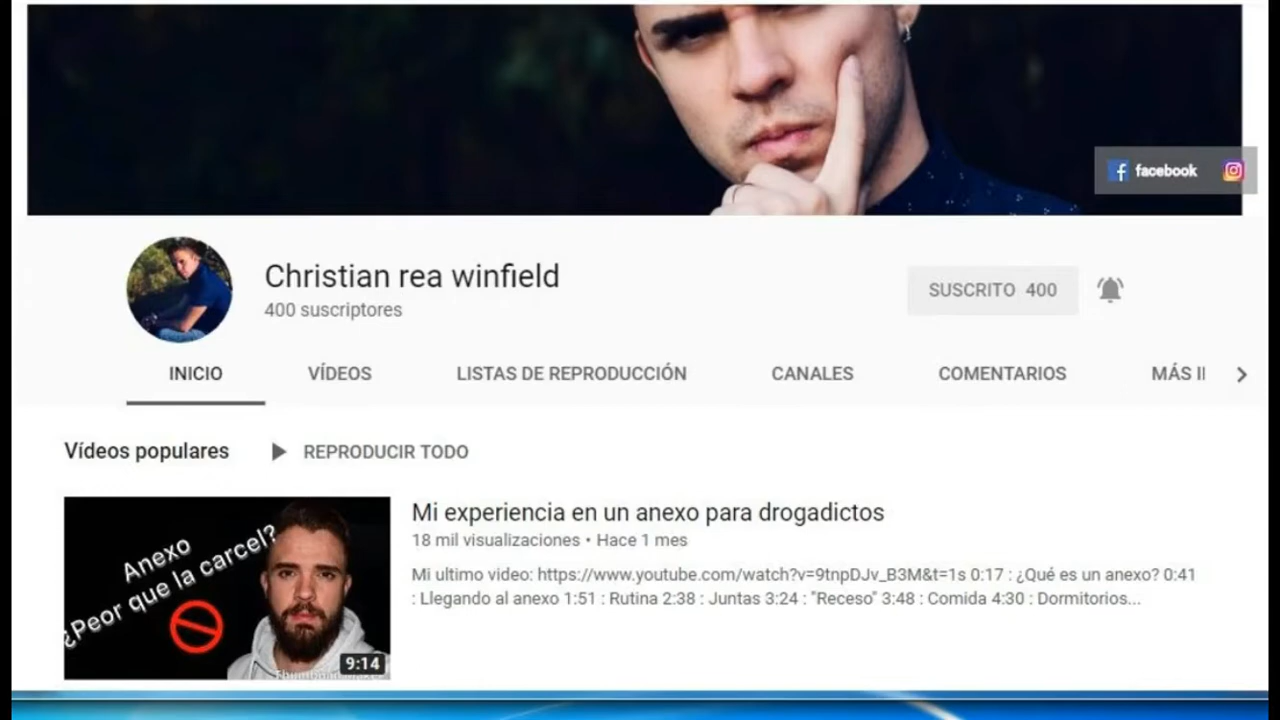 facebook
Christian rea winfield
400 suscriptores
SUSCRITO 400
INICIO
VÍDEOS
LISTAS DE REPRODUCCIÓN
CANALES
COMENTARIOS
MÁS
Vídeos populares
REPRODUCIR TODO
Anexo
¿Peor que la carcel?
9:14
Mi experiencia en un anexo para drogadictos
18 mil visualizaciones • Hace 1 mes
Mi ultimo video: https://www.youtube.com/watch?v=9tnpDJv_B3M&t=1s 0:17 : ¿Qué es un anexo? 0:41
: Llegando al anexo 1:51 : Rutina 2:38 : Juntas 3:24 : "Receso" 3:48 : Comida 4:30 : Dormitorios...